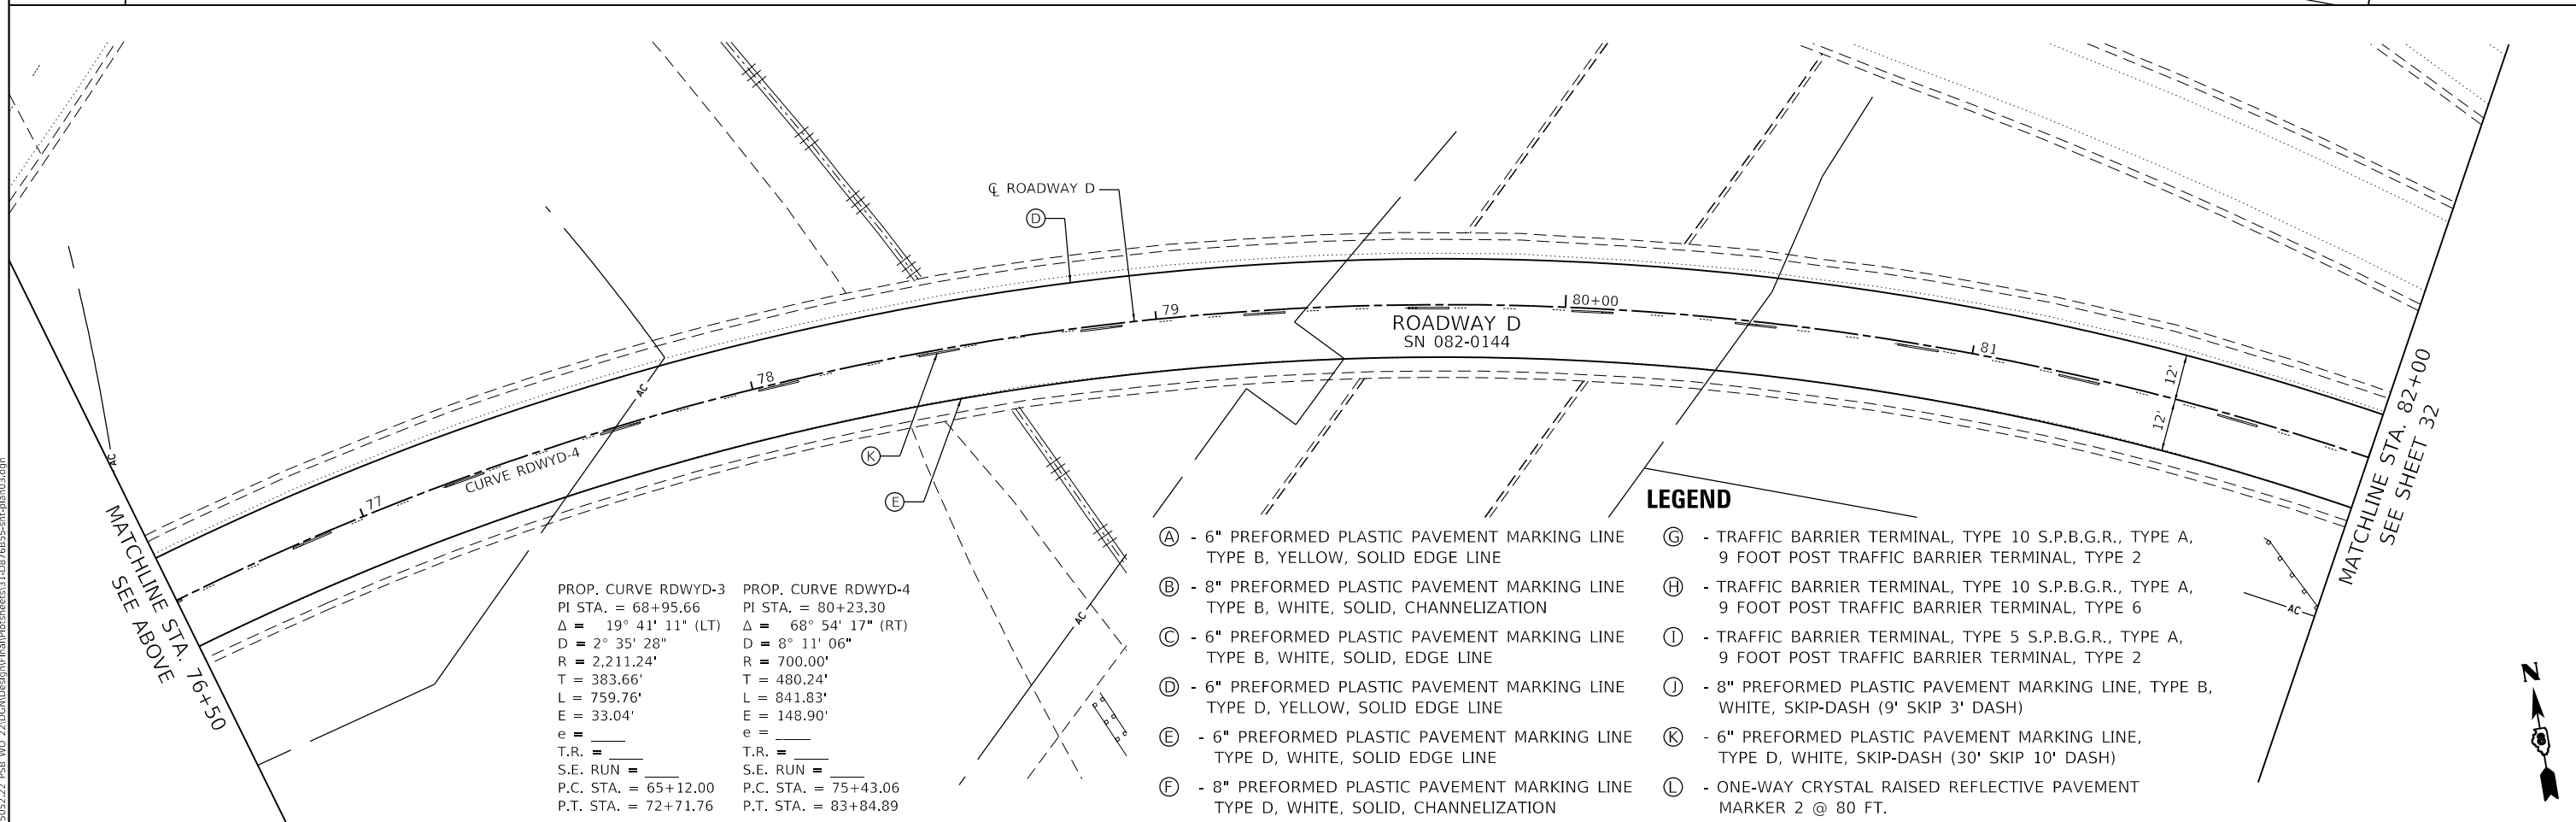 ℄ ROADWAY D
D
79
80+00
ROADWAY D
SN 082-0144
81
78
77
CURVE RDWYD-4
AC
AC
K
E
12'
12'
MATCHLINE STA. 76+50
SEE ABOVE
MATCHLINE STA. 82+00
SEE SHEET 32
AC
AC
N
PROP. CURVE RDWYD-3
PI STA. = 68+95.66
Δ = 19° 41' 11" (LT)
D = 2° 35' 28"
R = 2,211.24'
T = 383.66'
L = 759.76'
E = 33.04'
e = ____
T.R. = ____
S.E. RUN = ____
P.C. STA. = 65+12.00
P.T. STA. = 72+71.76
PROP. CURVE RDWYD-4
PI STA. = 80+23.30
Δ = 68° 54' 17" (RT)
D = 8° 11' 06"
R = 700.00'
T = 480.24'
L = 841.83'
E = 148.90'
e = ____
T.R. = ____
S.E. RUN = ____
P.C. STA. = 75+43.06
P.T. STA. = 83+84.89
LEGEND
A - 6" PREFORMED PLASTIC PAVEMENT MARKING LINE
TYPE B, YELLOW, SOLID EDGE LINE
B - 8" PREFORMED PLASTIC PAVEMENT MARKING LINE
TYPE B, WHITE, SOLID, CHANNELIZATION
C - 6" PREFORMED PLASTIC PAVEMENT MARKING LINE
TYPE B, WHITE, SOLID, EDGE LINE
D - 6" PREFORMED PLASTIC PAVEMENT MARKING LINE
TYPE D, YELLOW, SOLID EDGE LINE
E - 6" PREFORMED PLASTIC PAVEMENT MARKING LINE
TYPE D, WHITE, SOLID EDGE LINE
F - 8" PREFORMED PLASTIC PAVEMENT MARKING LINE
TYPE D, WHITE, SOLID, CHANNELIZATION
G - TRAFFIC BARRIER TERMINAL, TYPE 10 S.P.B.G.R., TYPE A,
9 FOOT POST TRAFFIC BARRIER TERMINAL, TYPE 2
H - TRAFFIC BARRIER TERMINAL, TYPE 10 S.P.B.G.R., TYPE A,
9 FOOT POST TRAFFIC BARRIER TERMINAL, TYPE 6
I - TRAFFIC BARRIER TERMINAL, TYPE 5 S.P.B.G.R., TYPE A,
9 FOOT POST TRAFFIC BARRIER TERMINAL, TYPE 2
J - 8" PREFORMED PLASTIC PAVEMENT MARKING LINE, TYPE B,
WHITE, SKIP-DASH (9' SKIP 3' DASH)
K - 6" PREFORMED PLASTIC PAVEMENT MARKING LINE,
TYPE D, WHITE, SKIP-DASH (30' SKIP 10' DASH)
L - ONE-WAY CRYSTAL RAISED REFLECTIVE PAVEMENT
MARKER 2 @ 80 FT.